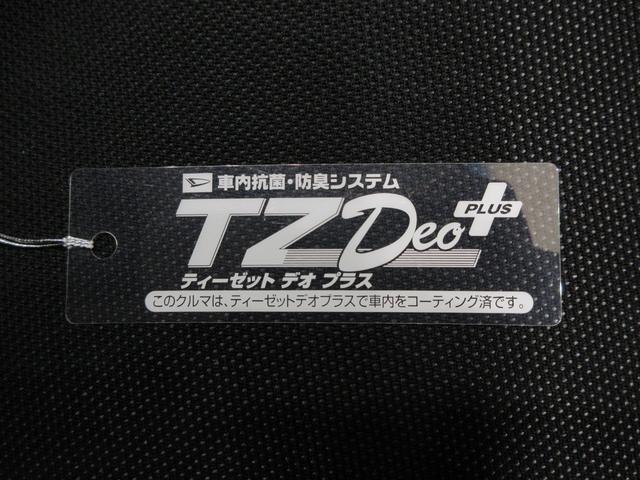 車内抗菌・防臭システム
TZ Deo PLUS
ティーゼット デオ プラス
このクルマは、ティーゼットデオプラスで車内をコーティング済です。